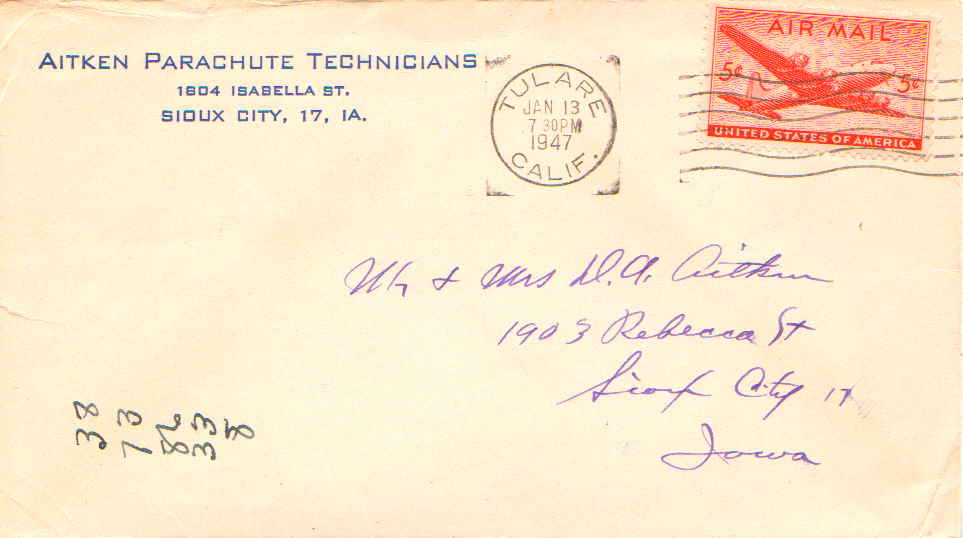 AITKEN PARACHUTE TECHNICIANS
1804 ISABELLA ST.
SIOUX CITY, 17, IA.
TULARE
JAN 13
7 30PM
1947
CALIF.
AIR MAIL
5¢ 5¢
UNITED STATES OF AMERICA
Mr & Mrs D. A. Aitken
1903 Rebecca St
Sioux City 17
Iowa
38